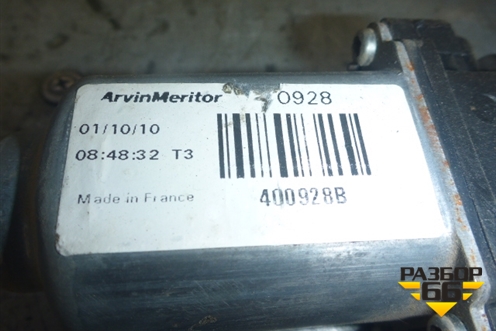 ArvinMeritor 0928
01/10/10
08:48:32 T3
Made in France
400928B
РАЗБОР
66